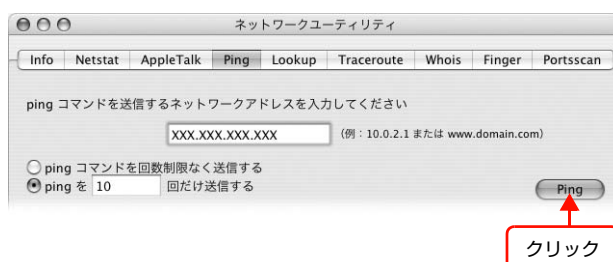 ネットワークユーティリティ
Info Netstat AppleTalk Ping Lookup Traceroute Whois Finger Portsscan
ping コマンドを送信するネットワークアドレスを入力してください
XXX.XXX.XXX.XXX (例：10.0.2.1 または www.domain.com)
ping コマンドを回数制限なく送信する
ping を 10 回だけ送信する
Ping
クリック